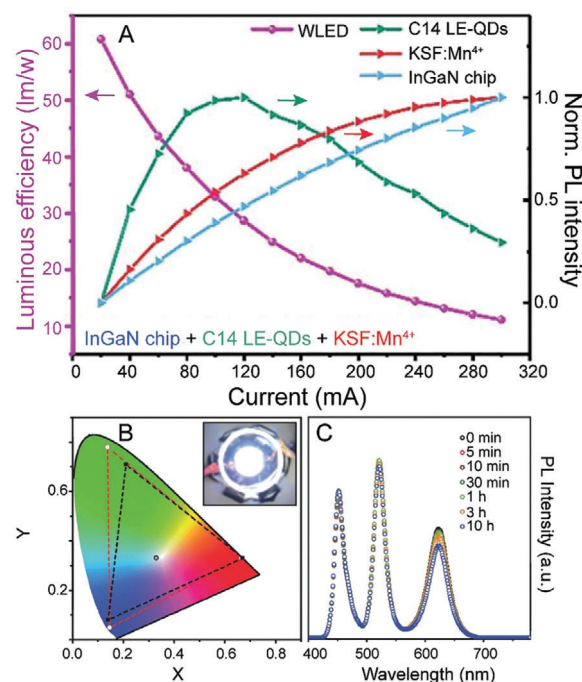 A
WLED
C14 LE-QDs
KSF:Mn⁴⁺
InGaN chip
Luminous efficiency (lm/w)
60
50
40
30
20
10
Norm. PL intensity
1.0
0.5
0.0
InGaN chip + C14 LE-QDs + KSF:Mn⁴⁺
0 40 80 120 160 200 240 280 320
Current (mA)
B
Y
0.6
0.4
0.2
0.0 0.2 0.4 0.6 0.8
X
C
0 min
5 min
10 min
30 min
1 h
3 h
10 h
PL Intensity (a.u.)
400 500 600 700
Wavelength (nm)